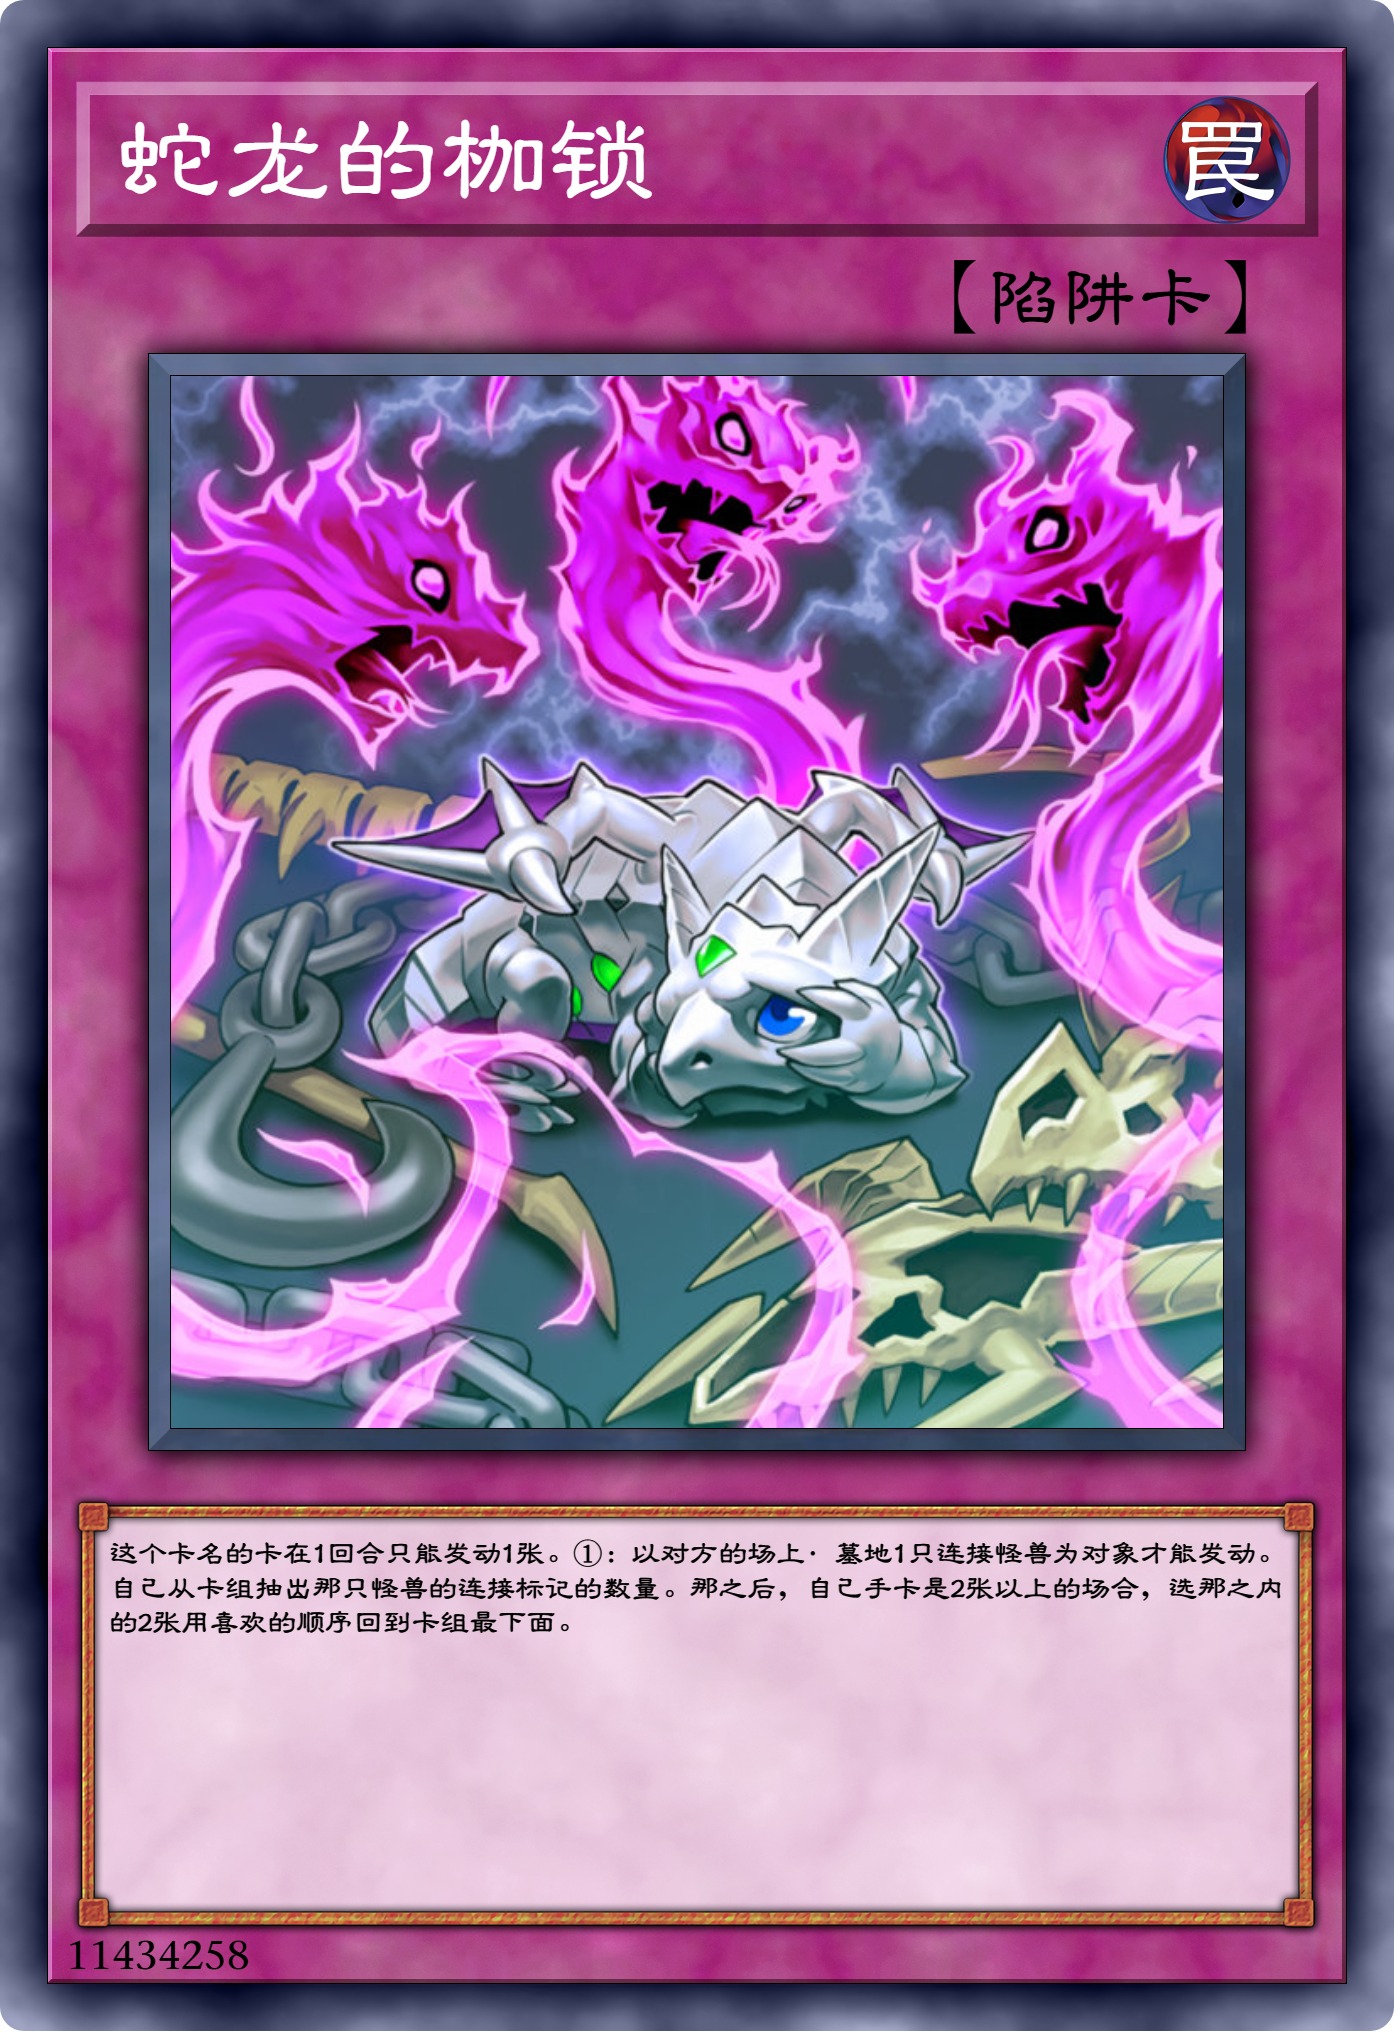 蛇龙的枷锁
罠
【陷阱卡】
这个卡名的卡在1回合只能发动1张。①：以对方的场上·墓地1只连接怪兽为对象才能发动。
自己从卡组抽出那只怪兽的连接标记的数量。那之后，自己手卡是2张以上的场合，选那之内
的2张用喜欢的顺序回到卡组最下面。
11434258